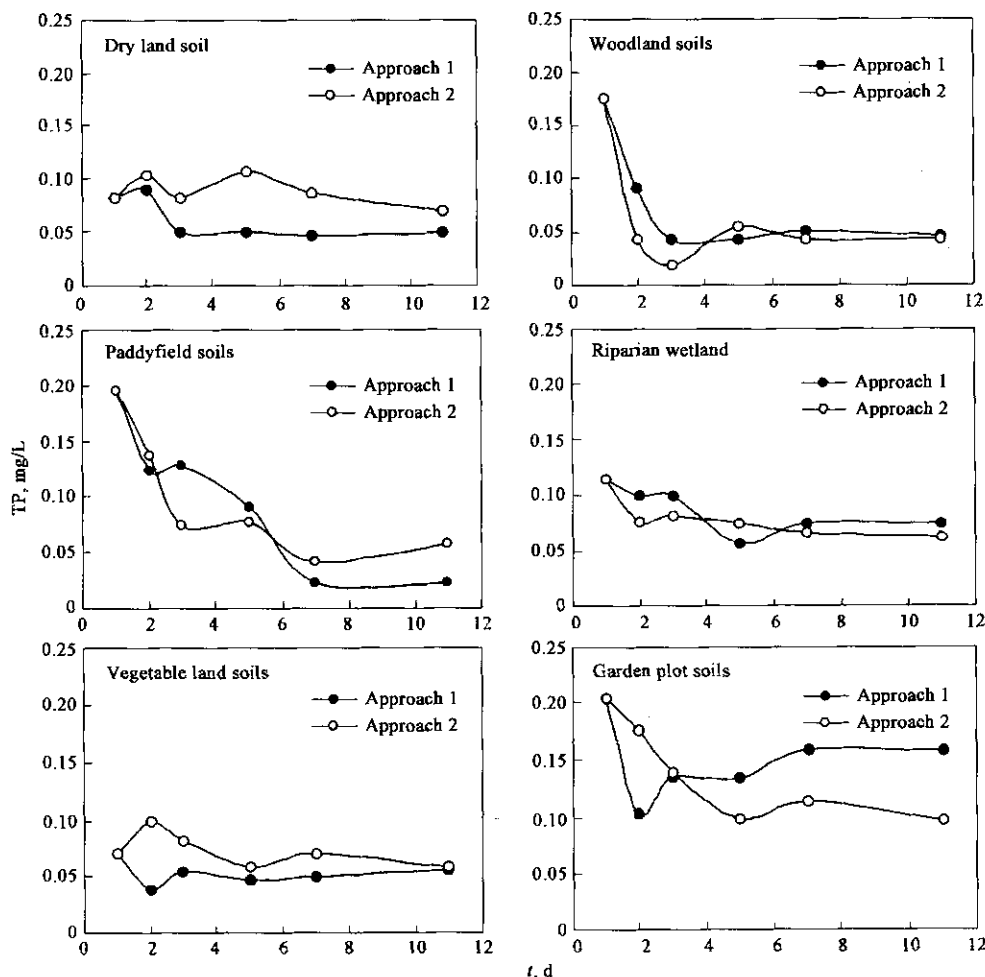 Dry land soil
Approach 1
Approach 2
0.25
0.20
0.15
0.10
0.05
0
0 2 4 6 8 10 12
Woodland soils
Approach 1
Approach 2
0.25
0.20
0.15
0.10
0.05
0
0 2 4 6 8 10 12
Paddyfield soils
Approach 1
Approach 2
0.25
0.20
0.15
0.10
0.05
0
0 2 4 6 8 10 12
TP, mg/L
Riparian wetland
Approach 1
Approach 2
0.25
0.20
0.15
0.10
0.05
0
0 2 4 6 8 10 12
Vegetable land soils
Approach 1
Approach 2
0.25
0.20
0.15
0.10
0.05
0
0 2 4 6 8 10 12
Garden plot soils
Approach 1
Approach 2
0.25
0.20
0.15
0.10
0.05
0
0 2 4 6 8 10 12
t, d